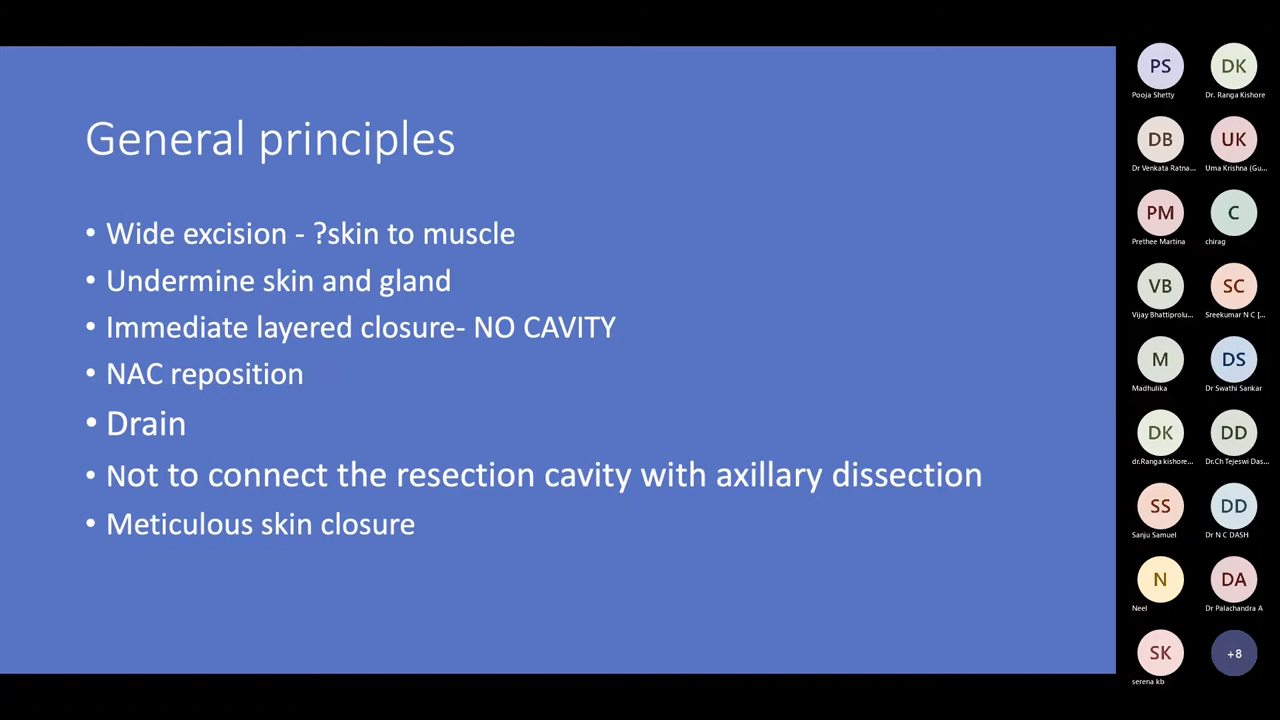 General principles
• Wide excision - ?skin to muscle
• Undermine skin and gland
• Immediate layered closure- NO CAVITY
• NAC reposition
• Drain
• Not to connect the resection cavity with axillary dissection
• Meticulous skin closure
PS DK
Pooja Shetty Dr. Ranga Kishore
DB UK
Dr Venkata Ratna... Uma Krishna (Gu...
PM C
Prethee Martina chirag
VB SC
Vijay Bhattiprolu... Sreekumar N C [...
M DS
Madhulika Dr Swathi Sankar
DK DD
dr.Ranga kishore... Dr.Ch Tejeswi Das...
SS DD
Sanju Samuel Dr N C DASH
N DA
Neel Dr Palachandra A
SK +8
serena kb